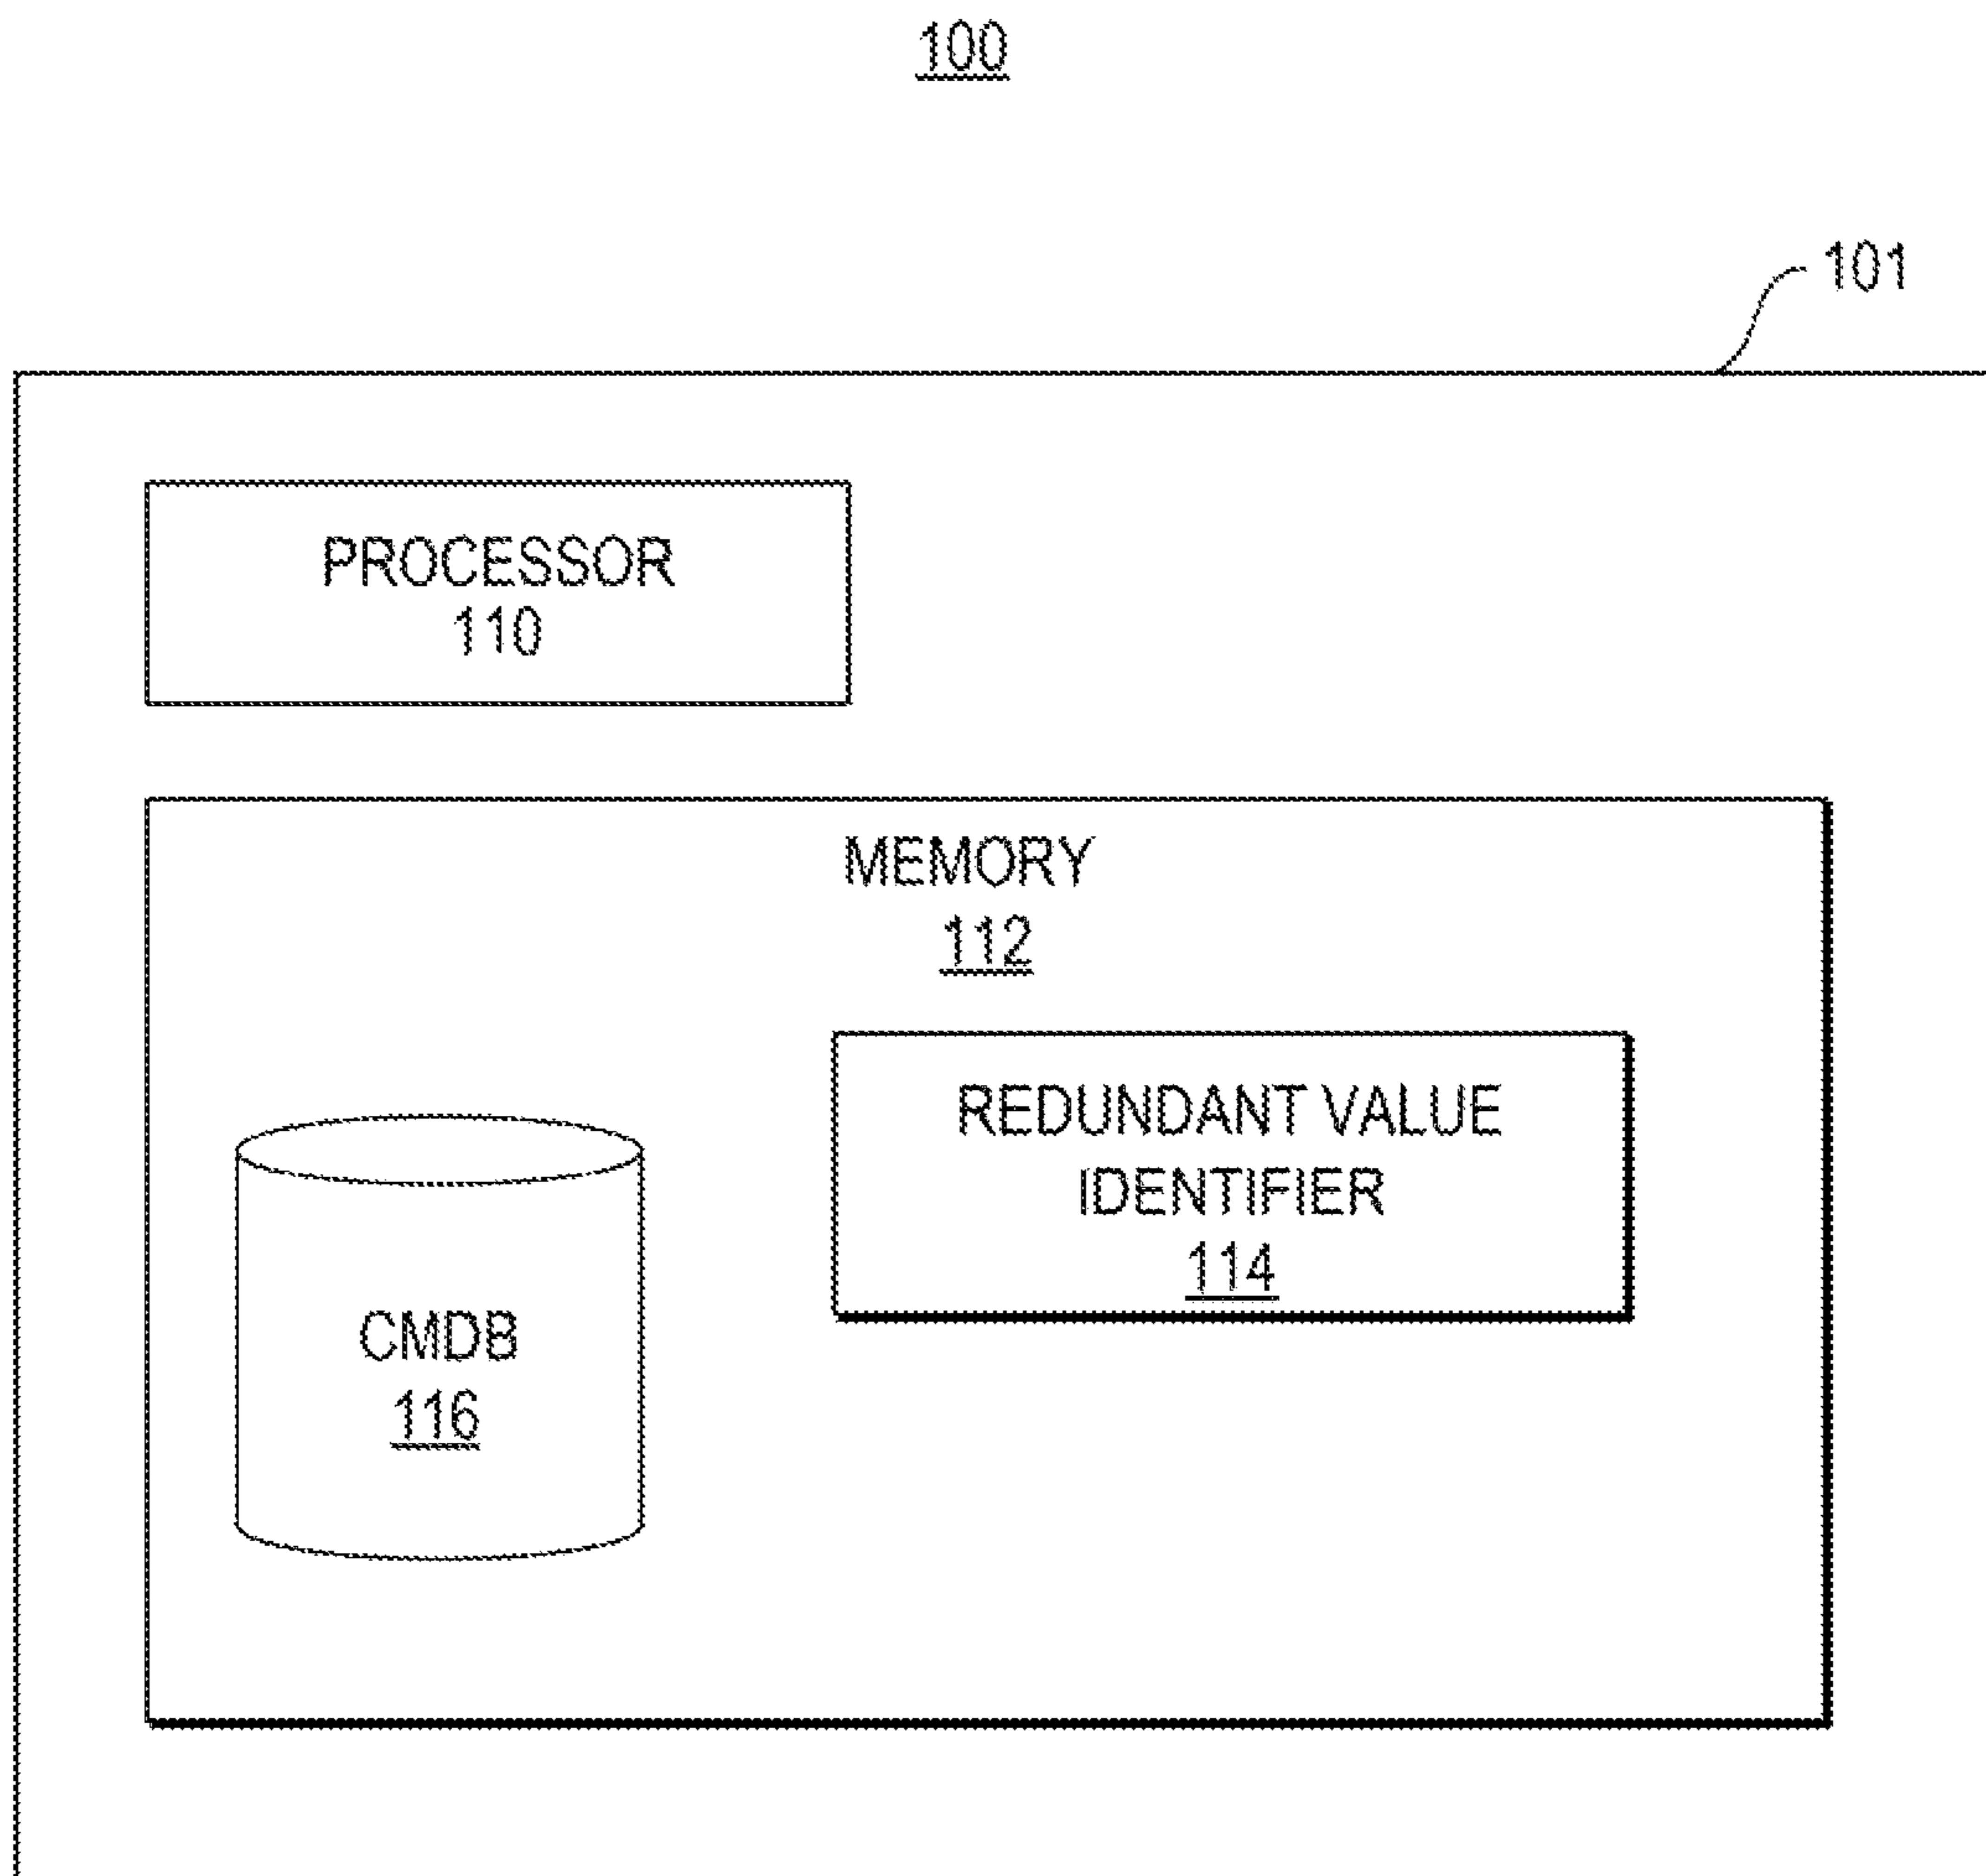 100
101
PROCESSOR
110
MEMORY
112
REDUNDANT VALUE
IDENTIFIER
114
CMDB
116